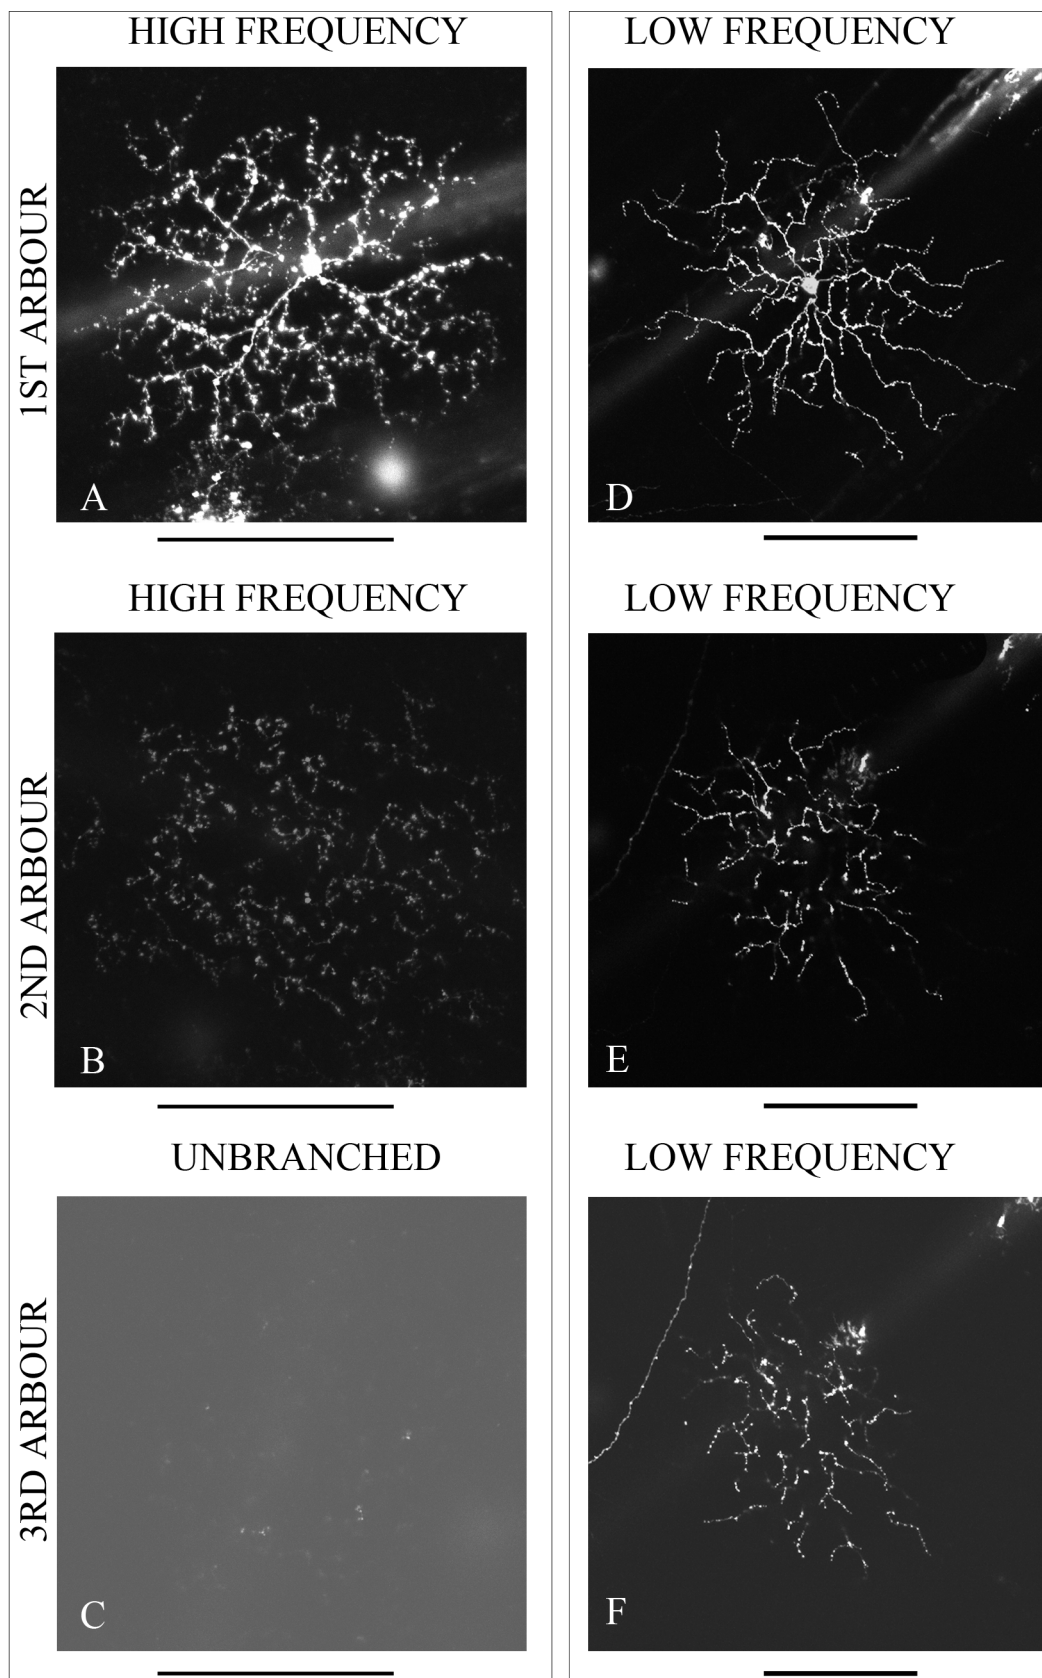 HIGH FREQUENCY
LOW FREQUENCY
1ST ARBOUR
A
D
HIGH FREQUENCY
LOW FREQUENCY
2ND ARBOUR
B
E
UNBRANCHED
LOW FREQUENCY
3RD ARBOUR
C
F